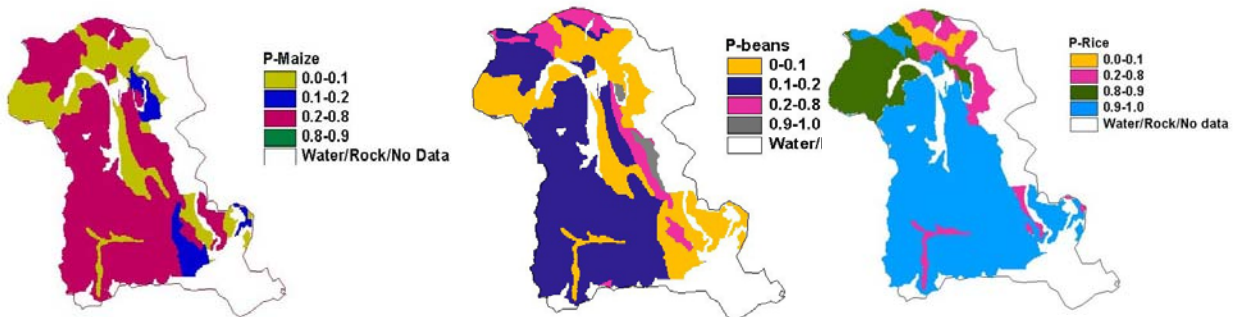 P-Maize
0.0-0.1
0.1-0.2
0.2-0.8
0.8-0.9
Water/Rock/No Data
P-beans
0-0.1
0.1-0.2
0.2-0.8
0.9-1.0
Water/
P-Rice
0.0-0.1
0.2-0.8
0.8-0.9
0.9-1.0
Water/Rock/No data